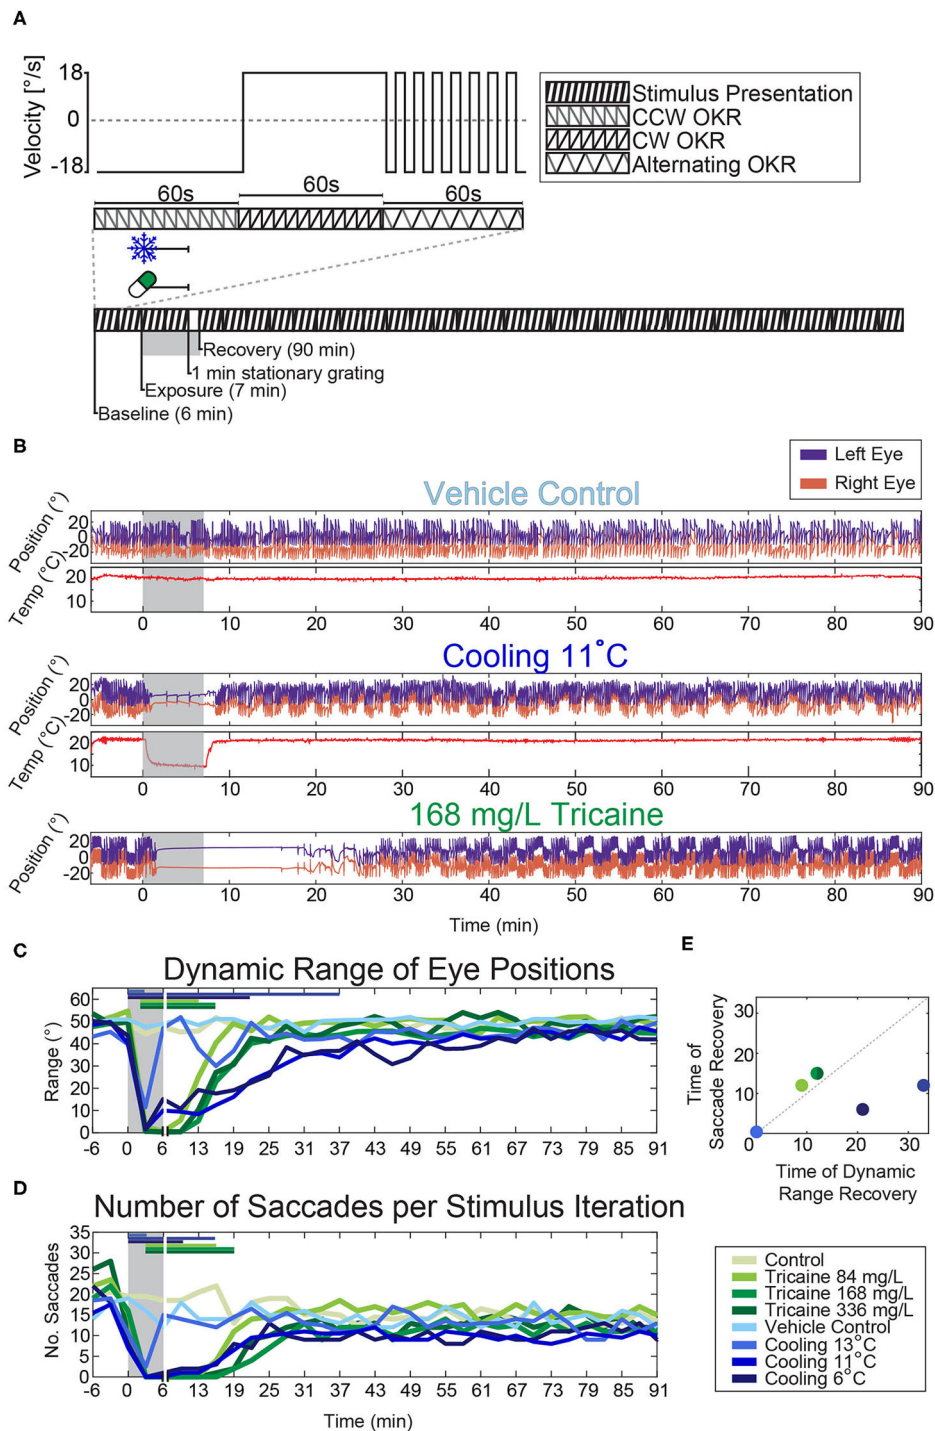 A
Velocity [°/s]
18
0
-18
60s
60s
60s
Stimulus Presentation
CCW OKR
CW OKR
Alternating OKR
Recovery (90 min)
1 min stationary grating
Exposure (7 min)
Baseline (6 min)
B
Left Eye
Right Eye
Vehicle Control
Position (°)
20
0
-20
Temp (°C)
20
10
0 10 20 30 40 50 60 70 80 90
Cooling 11°C
Position (°)
20
0
-20
Temp (°C)
20
10
0 10 20 30 40 50 60 70 80 90
168 mg/L Tricaine
Position (°)
20
0
-20
0 10 20 30 40 50 60 70 80 90
Time (min)
C
Dynamic Range of Eye Positions
Range (°)
60
50
40
30
20
10
0
-6 0 6 13 19 25 31 37 43 49 55 61 67 73 79 85 91
D
Number of Saccades per Stimulus Iteration
No. Saccades
35
30
25
20
15
10
5
0
-6 0 6 13 19 25 31 37 43 49 55 61 67 73 79 85 91
Time (min)
E
Time of
Saccade Recovery
30
20
10
0 10 20 30
Time of Dynamic
Range Recovery
Control
Tricaine 84 mg/L
Tricaine 168 mg/L
Tricaine 336 mg/L
Vehicle Control
Cooling 13°C
Cooling 11°C
Cooling 6°C